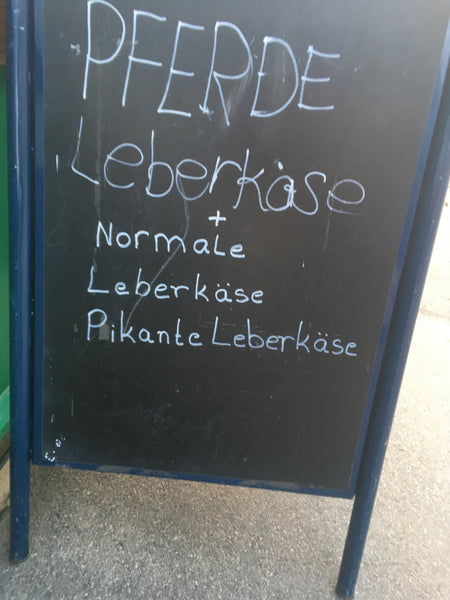 PFERDE
Leberkäse
+
Normale
Leberkäse
Pikante Leberkäse